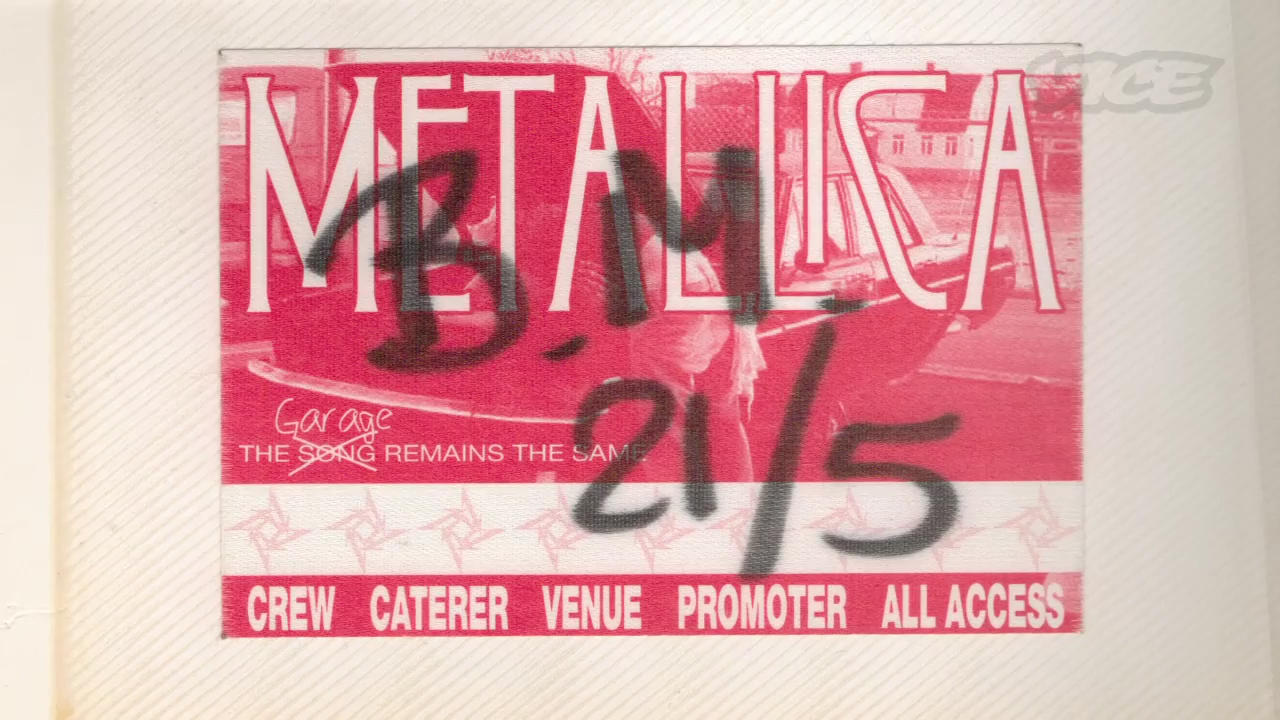 METALLICA
VICE
B.M.
21/5
Garage
THE SONG REMAINS THE SAME
CREW CATERER VENUE PROMOTER ALL ACCESS